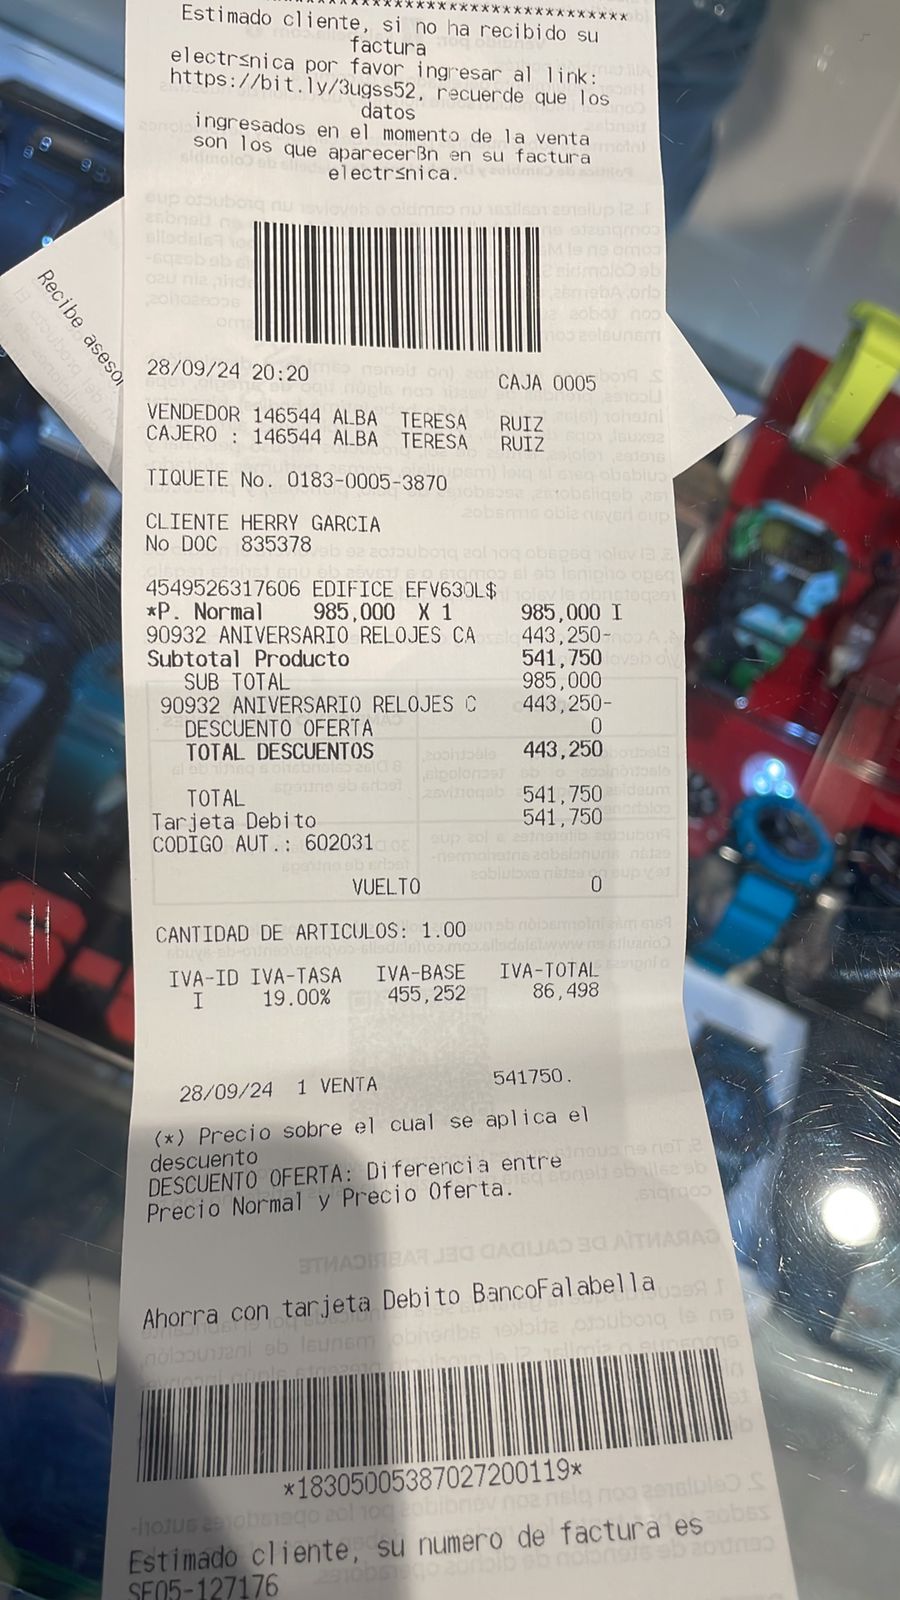 Estimado cliente, si no ha recibido su
factura
electr≤nica por favor ingresar al link:
https://bit.ly/3ugss52, recuerde que los
datos
ingresados en el momento de la venta
son los que aparecerßn en su factura
electr≤nica.
Recibe asesor
28/09/24 20:20 CAJA 0005
VENDEDOR 146544 ALBA TERESA RUIZ
CAJERO : 146544 ALBA TERESA RUIZ
TIQUETE No. 0183-0005-3870
CLIENTE HERRY GARCIA
No DOC 835378
4549526317606 EDIFICE EFV630L$
*P. Normal 985,000 X 1 985,000 I
90932 ANIVERSARIO RELOJES CA 443,250-
Subtotal Producto 541,750
SUB TOTAL 985,000
90932 ANIVERSARIO RELOJES C 443,250-
DESCUENTO OFERTA 0
TOTAL DESCUENTOS 443,250
TOTAL 541,750
Tarjeta Debito 541,750
CODIGO AUT.: 602031
VUELTO 0
CANTIDAD DE ARTICULOS: 1.00
IVA-ID IVA-TASA IVA-BASE IVA-TOTAL
I 19.00% 455,252 86,498
28/09/24 1 VENTA 541750.
(*) Precio sobre el cual se aplica el
descuento
DESCUENTO OFERTA: Diferencia entre
Precio Normal y Precio Oferta.
Ahorra con tarjeta Debito BancoFalabella
*18305005387027200119*
Estimado cliente, su numero de factura es
SE05-127176